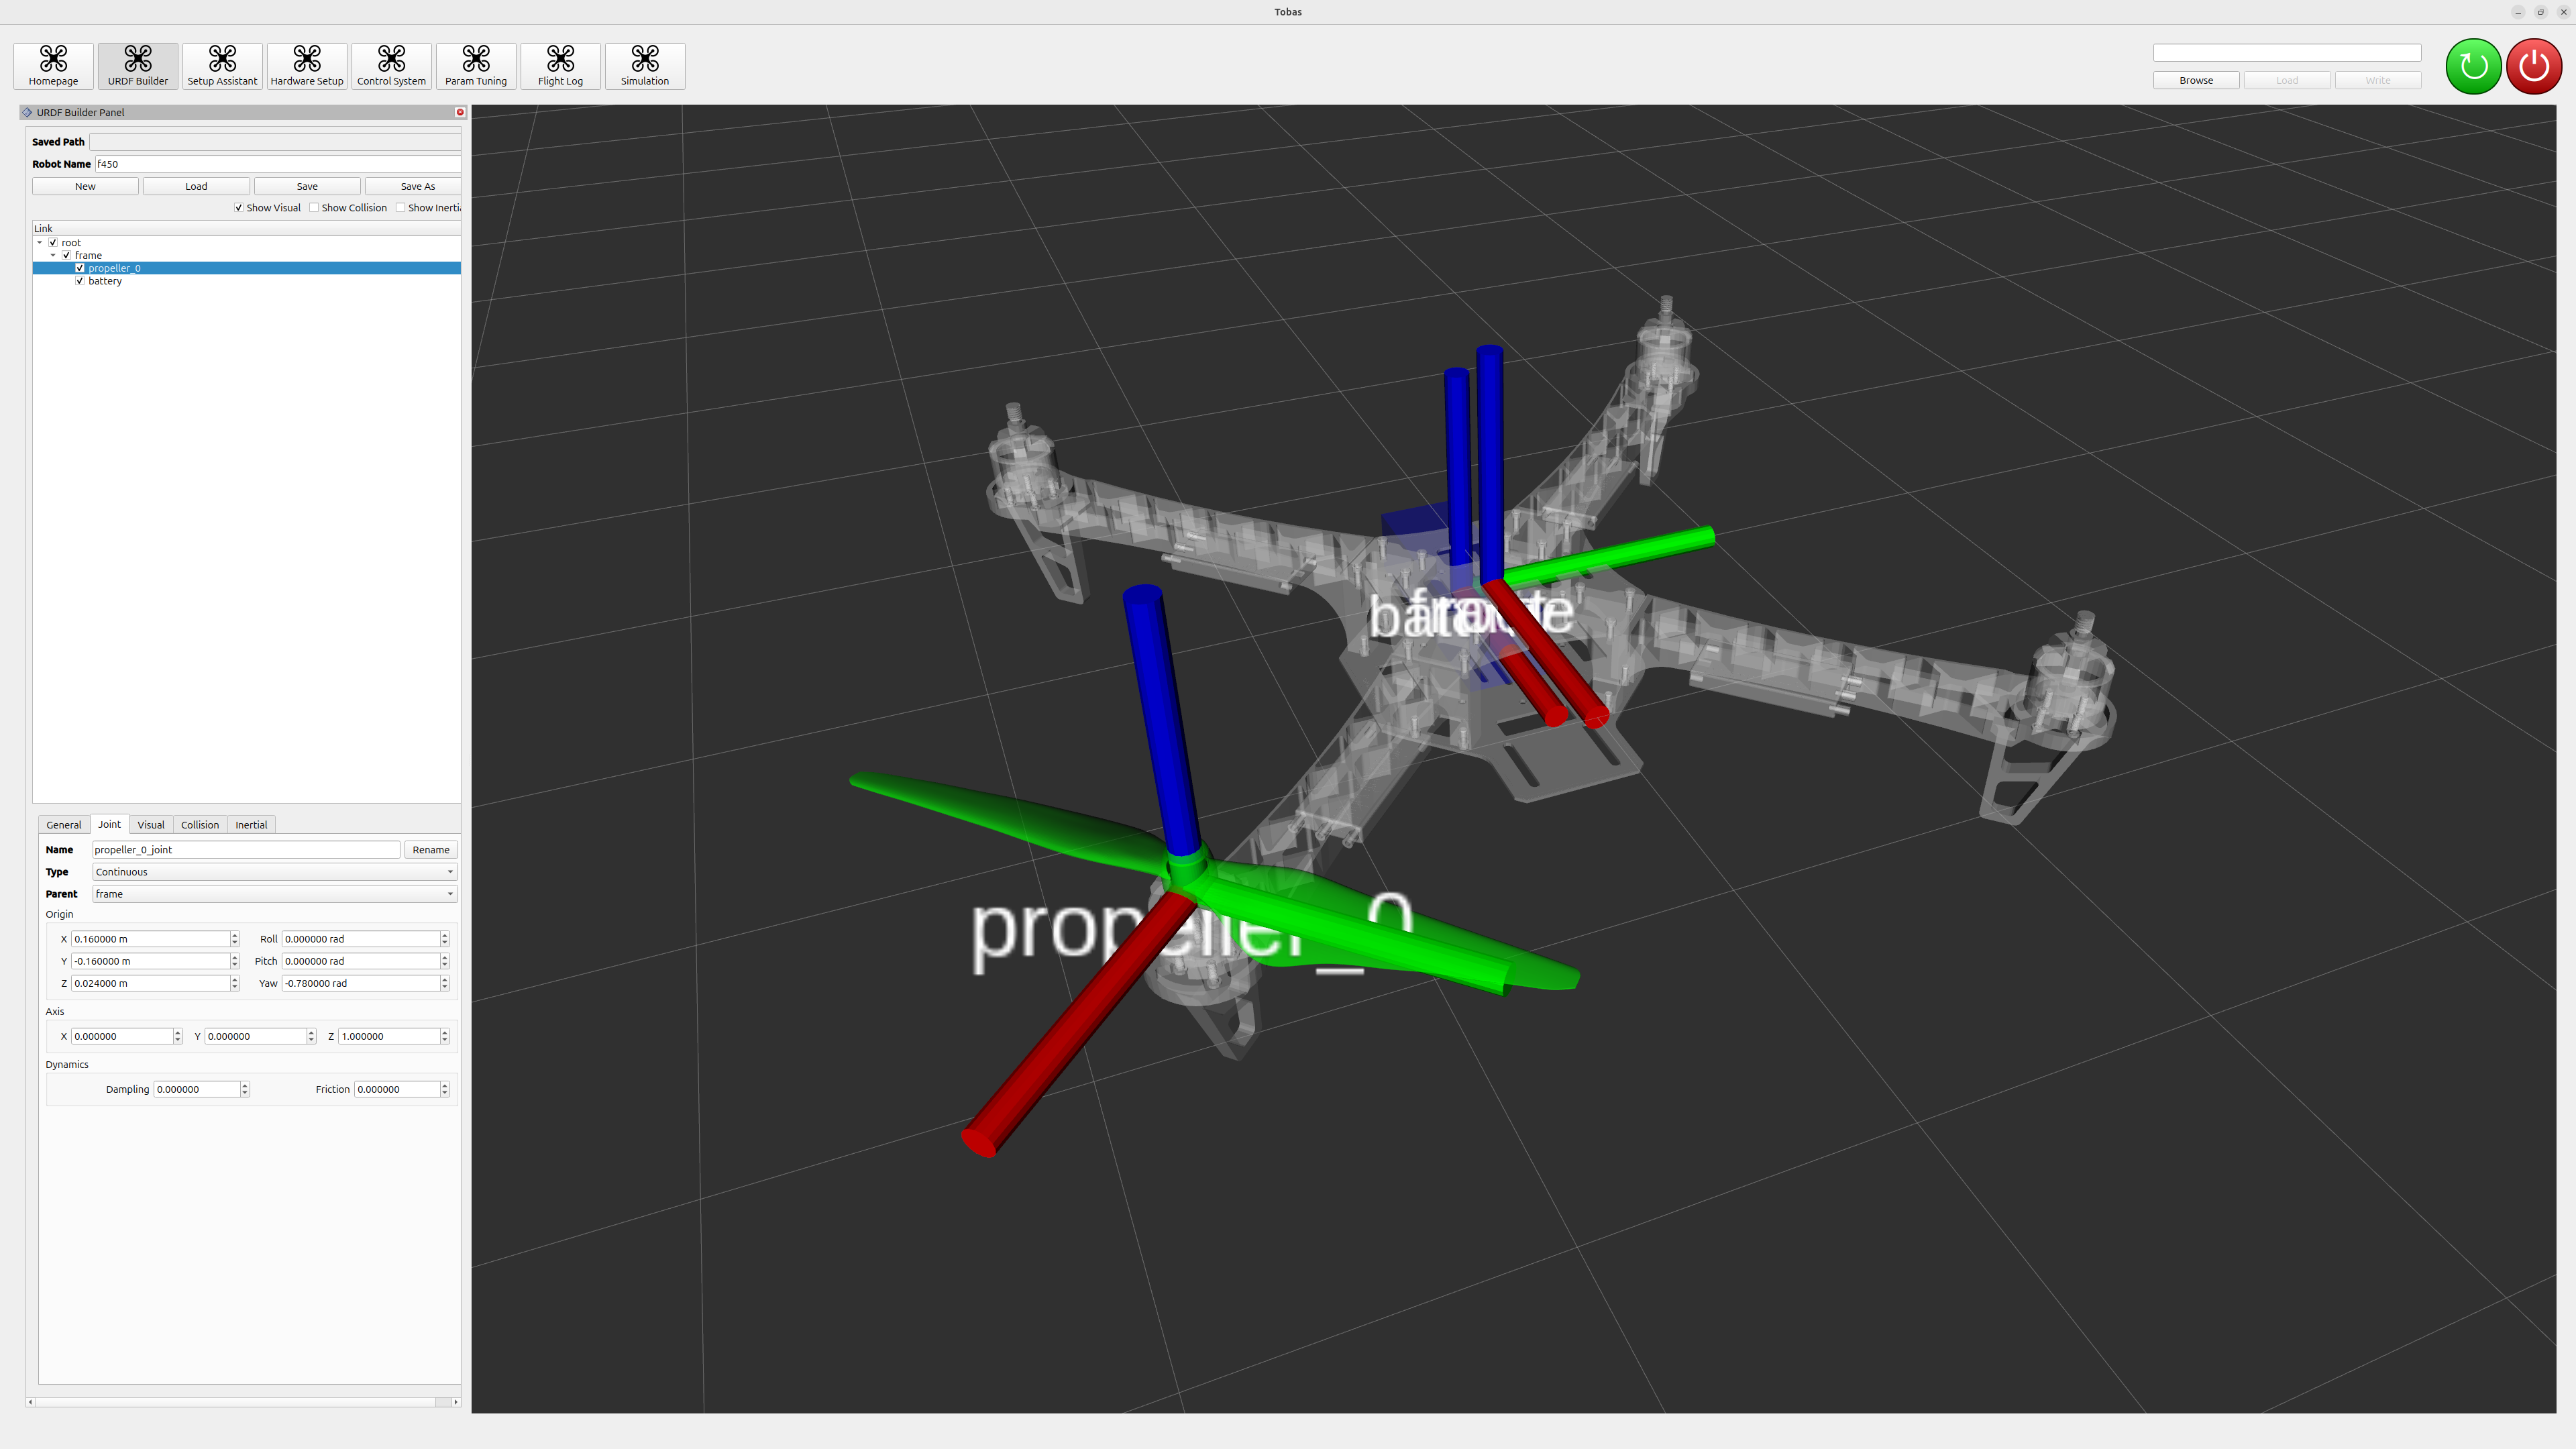 Tobas
Homepage
URDF Builder
Setup Assistant
Hardware Setup
Control System
Param Tuning
Flight Log
Simulation
Browse
Load
Write
URDF Builder Panel
Saved Path
Robot Name f450
New
Load
Save
Save As
Show Visual
Show Collision
Show Inertia
Link
root
frame
propeller_0
battery
General
Joint
Visual
Collision
Inertial
Name propeller_0_joint Rename
Type Continuous
Parent frame
Origin
X 0.160000 m Roll 0.000000 rad
Y -0.160000 m Pitch 0.000000 rad
Z 0.024000 m Yaw -0.780000 rad
Axis
X 0.000000 Y 0.000000 Z 1.000000
Dynamics
Dampling 0.000000 Friction 0.000000
propeller_0